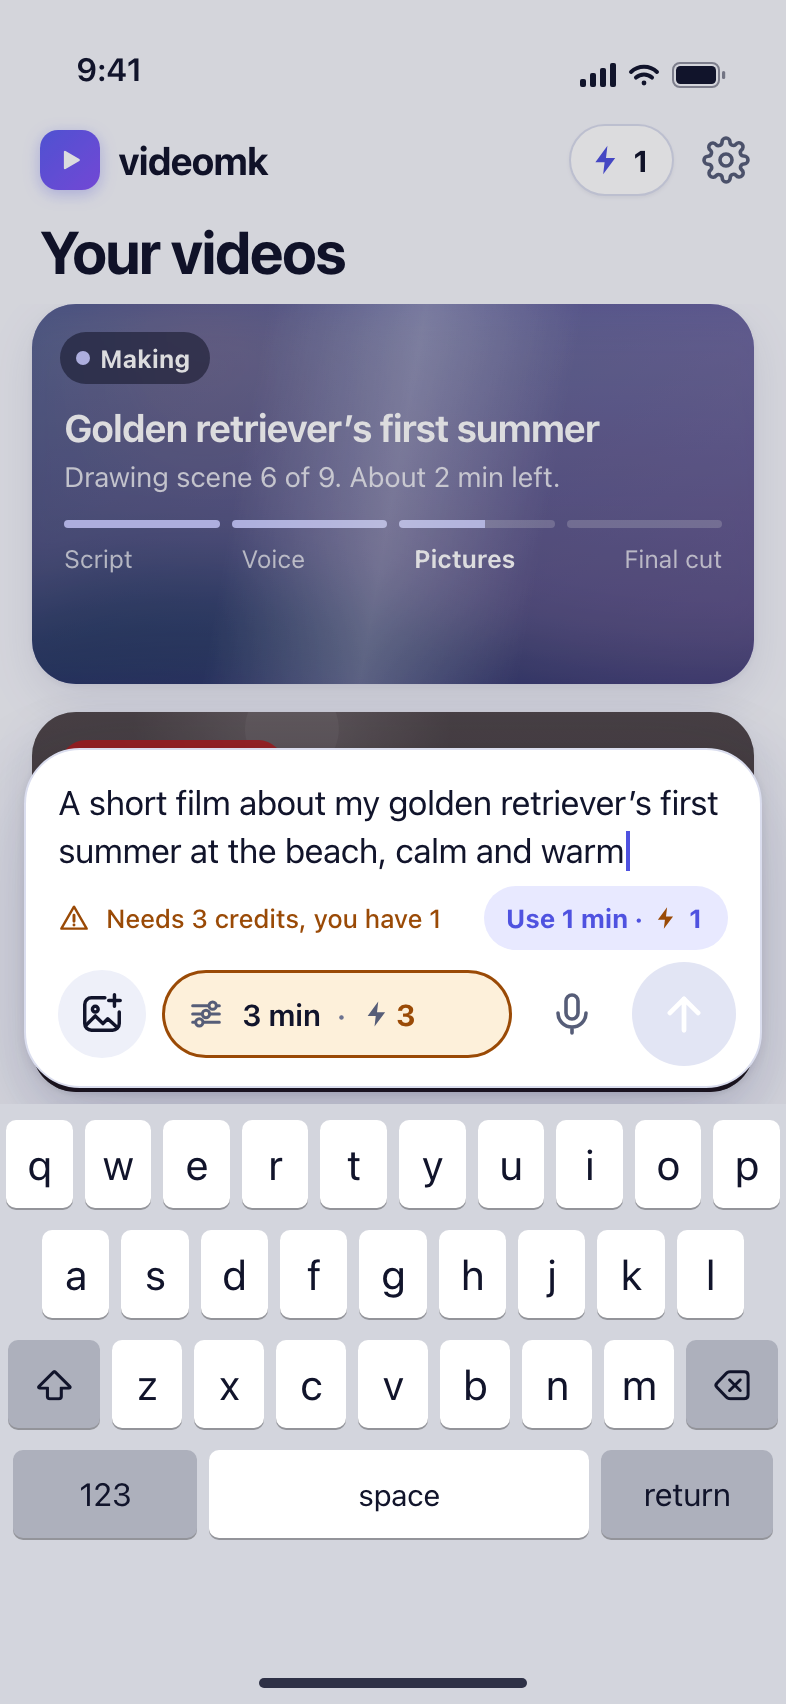 9:41
videomk
1
Your videos
Making
Golden retriever’s first summer
Drawing scene 6 of 9. About 2 min left.
Script Voice Pictures Final cut
A short film about my golden retriever’s first
summer at the beach, calm and warm
Needs 3 credits, you have 1
Use 1 min · 1
3 min · 3
q w e r t y u i o p
a s d f g h j k l
z x c v b n m
123 space return